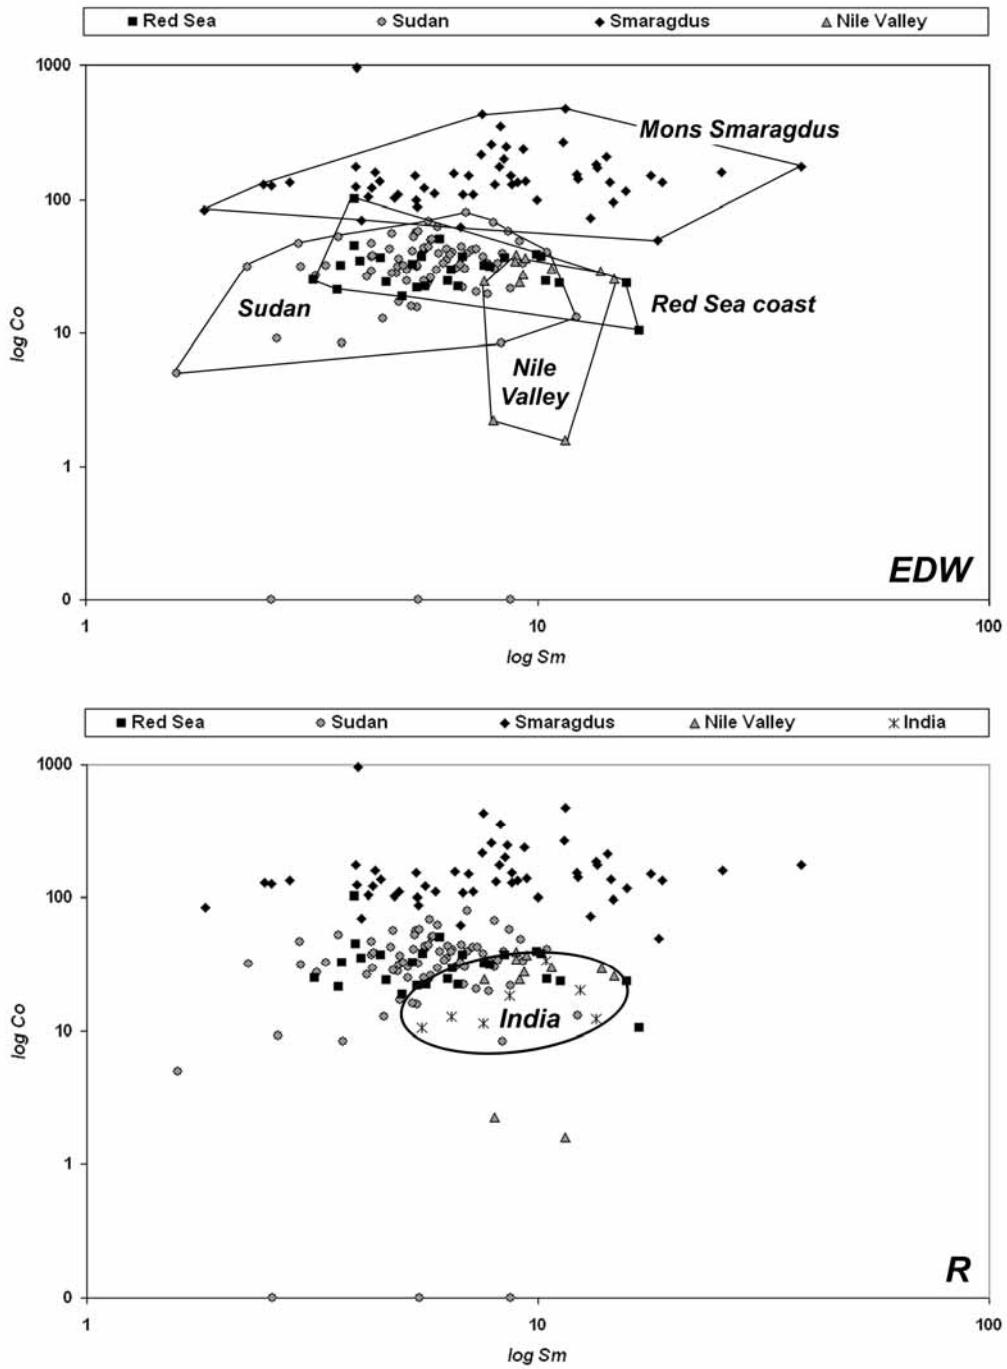 Red Sea Sudan Smaragdus Nile Valley
1000
Mons Smaragdus
100
Red Sea coast
Sudan
log Co
10
Nile
Valley
1
EDW
0
1 10 100
log Sm
Red Sea Sudan Smaragdus Nile Valley India
1000
100
India
log Co
10
1
R
0
1 10 100
log Sm